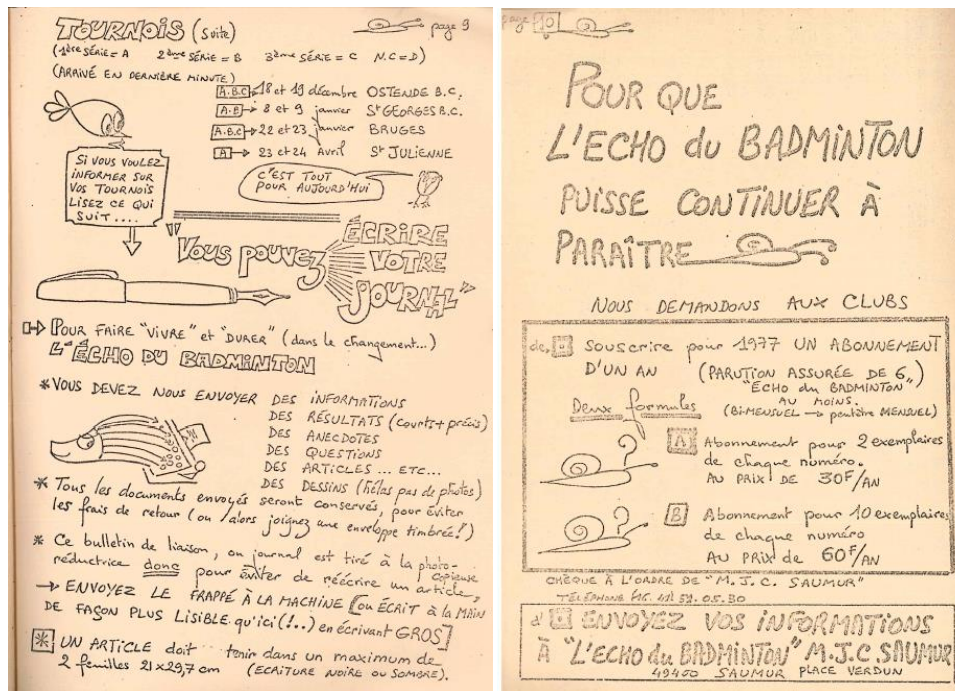 TOURNOIS (suite)
page 9
(1ère SÉRIE = A 2ème SÉRIE = B 3ème SÉRIE = C N.C = D)
(ARRIVÉ EN DERNIÈRE MINUTE)
A.B.C → 18 et 19 décembre OSTENDE B.C.
A.B → 8 et 9 janvier St GEORGES B.C.
A.B.C → 22 et 23 janvier BRUGES
A → 23 et 24 Avril St JULIENNE
SI VOUS VOULEZ
INFORMER SUR
VOS TOURNOIS
LISEZ CE QUI
SUIT....
C'EST TOUT
POUR AUJOURD'HUI
"VOUS POUVEZ
ÉCRIRE
VOTRE
JOURNAL"
POUR FAIRE "VIVRE" et "DURER" (dans le changement...)
L'ÉCHO DU BADMINTON
* VOUS DEVEZ NOUS ENVOYER DES INFORMATIONS
DES RÉSULTATS (courts + précis)
DES ANECDOTES
DES QUESTIONS
DES ARTICLES ... ETC...
DES DESSINS (hélas pas de photos)
* Tous les documents envoyés seront conservés, pour éviter
les frais de retour (ou alors joignez une enveloppe timbrée!)
* Ce bulletin de liaison, ou journal est tiré à la photo-
copieuse
réductrice donc pour éviter de réécrire un article,
→ ENVOYEZ LE FRAPPÉ À LA MACHINE [ou ÉCRIT à la MAIN
DE FAÇON PLUS LISIBLE qu'ici (!..) en écrivant GROS]
* UN ARTICLE doit tenir dans un maximum de
2 feuilles 21x29,7 cm (ECRITURE NOIRE OU SOMBRE).
page 10
POUR QUE
L'ECHO du BADMINTON
PUISSE CONTINUER À
PARAÎTRE
NOUS DEMANDONS AUX CLUBS
de, Souscrire pour 1977 UN ABONNEMENT
D'UN AN (PARUTION ASSURÉE DE 6,
"ECHO du BADMINTON"
AU MOINS.)
(BI-MENSUEL → peut être MENSUEL)
Deux formules
A Abonnement pour 2 exemplaires
de chaque numéro.
AU PRIX DE 30F/AN
B Abonnement pour 10 exemplaires
de chaque numéro
AU PRIX de 60F/AN
CHÈQUE À L'ORDRE DE "M.J.C. SAUMUR"
TÉLÉPHONE 41 51.05.30
d' ENVOYEZ VOS INFORMATIONS
À "L'ECHO du BADMINTON" M.J.C. SAUMUR
49400 SAUMUR PLACE VERDUN